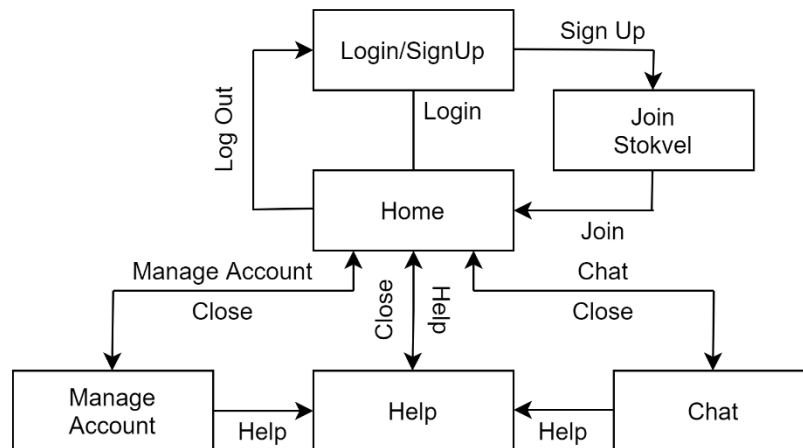 Sign Up
Login/SignUp
Log Out
Login
Join
Stokvel
Home
Join
Manage Account
Close
Close
Help
Chat
Close
Manage
Account
Help
Help
Help
Chat